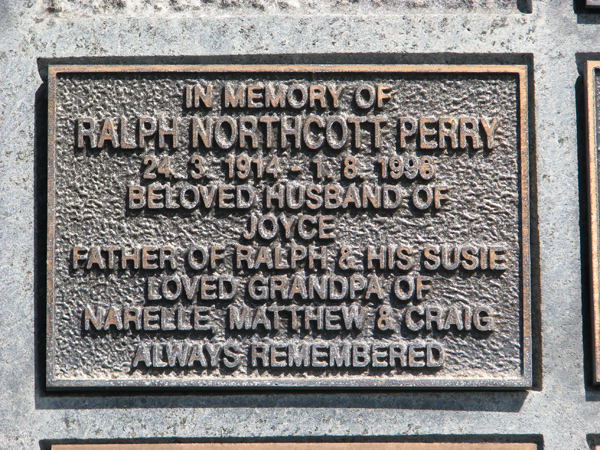 IN MEMORY OF
RALPH NORTHCOTT PERRY
24. 3. 1914 - 1. 8. 1996
BELOVED HUSBAND OF
JOYCE
FATHER OF RALPH & HIS SUSIE
LOVED GRANDPA OF
NARELLE, MATTHEW & CRAIG
ALWAYS REMEMBERED